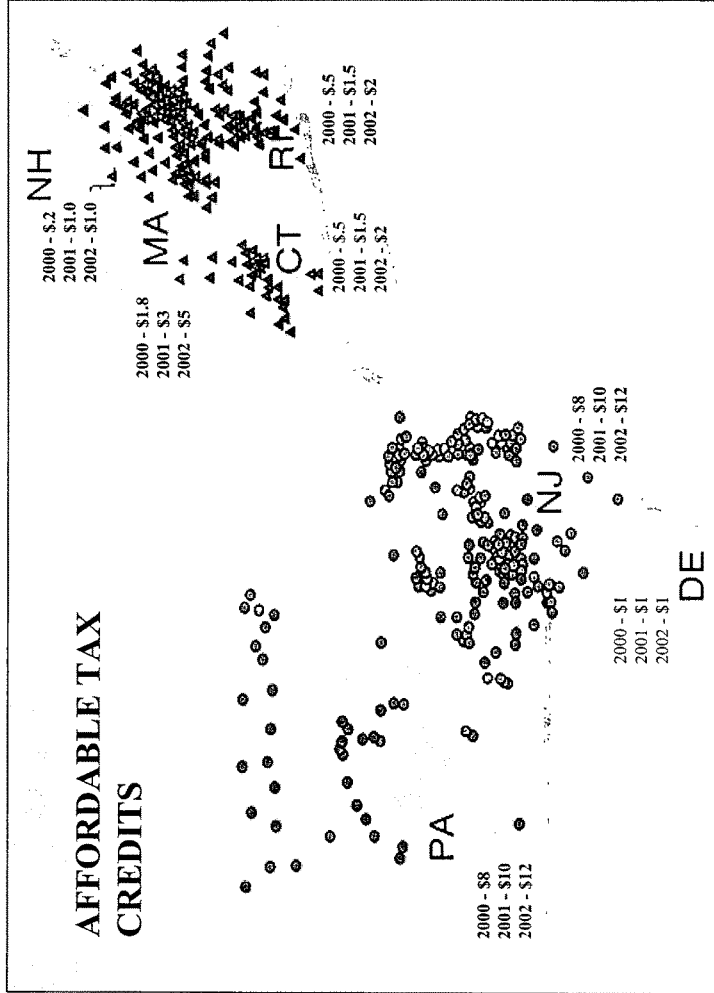 AFFORDABLE TAX
CREDITS
NH
2000 - $.2
2001 - $1.0
2002 - $1.0
MA
2000 - $1.8
2001 - $3
2002 - $5
RI
2000 - $.5
2001 - $1.5
2002 - $2
CT
2000 - $.5
2001 - $1.5
2002 - $2
PA
2000 - $8
2001 - $10
2002 - $12
NJ
2000 - $8
2001 - $10
2002 - $12
DE
2000 - $1
2001 - $1
2002 - $1